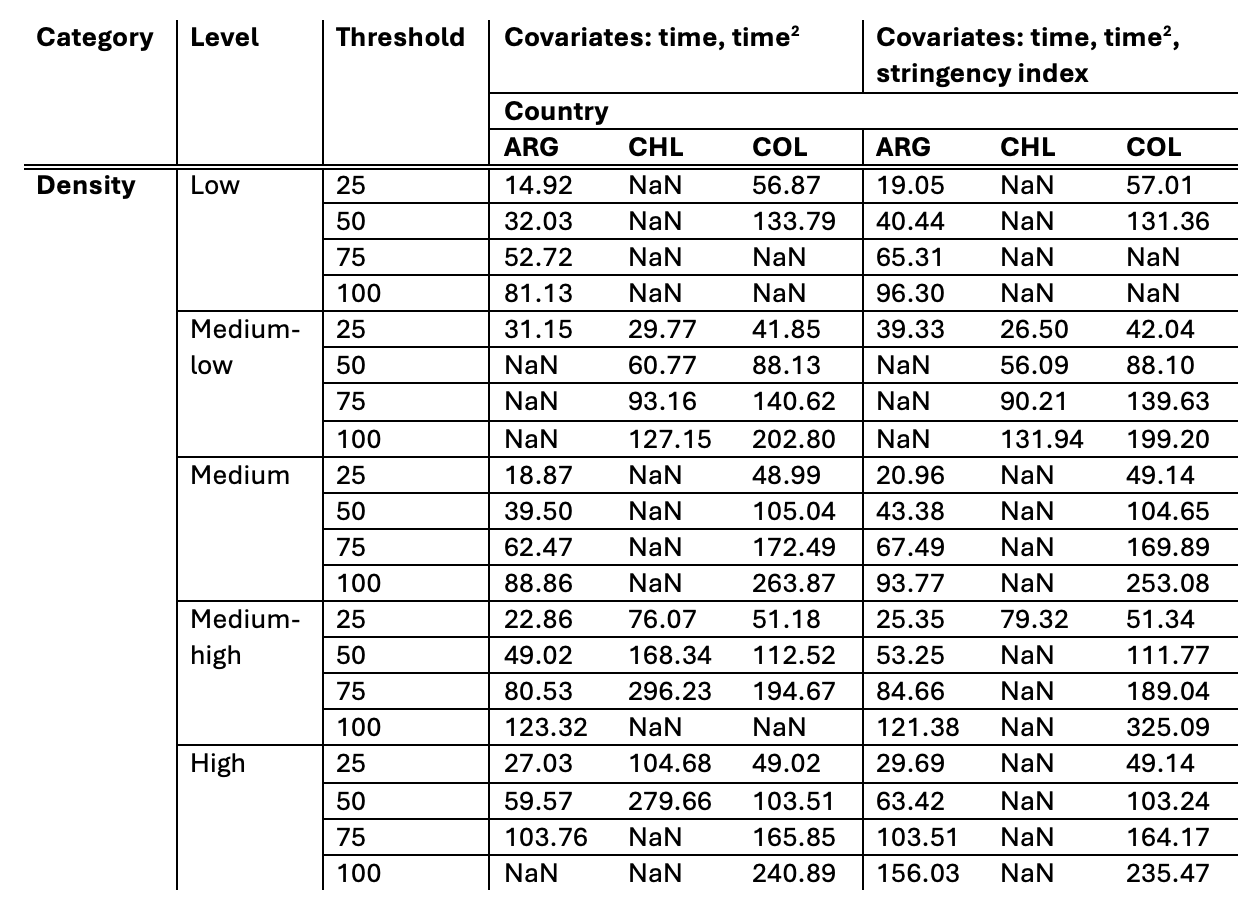 Category Level Threshold Covariates: time, time² Covariates: time, time²,
stringency index
Country
ARG CHL COL ARG CHL COL
Density Low 25 14.92 NaN 56.87 19.05 NaN 57.01
50 32.03 NaN 133.79 40.44 NaN 131.36
75 52.72 NaN NaN 65.31 NaN NaN
100 81.13 NaN NaN 96.30 NaN NaN
Medium- 25 31.15 29.77 41.85 39.33 26.50 42.04
low 50 NaN 60.77 88.13 NaN 56.09 88.10
75 NaN 93.16 140.62 NaN 90.21 139.63
100 NaN 127.15 202.80 NaN 131.94 199.20
Medium 25 18.87 NaN 48.99 20.96 NaN 49.14
50 39.50 NaN 105.04 43.38 NaN 104.65
75 62.47 NaN 172.49 67.49 NaN 169.89
100 88.86 NaN 263.87 93.77 NaN 253.08
Medium- 25 22.86 76.07 51.18 25.35 79.32 51.34
high 50 49.02 168.34 112.52 53.25 NaN 111.77
75 80.53 296.23 194.67 84.66 NaN 189.04
100 123.32 NaN NaN 121.38 NaN 325.09
High 25 27.03 104.68 49.02 29.69 NaN 49.14
50 59.57 279.66 103.51 63.42 NaN 103.24
75 103.76 NaN 165.85 103.51 NaN 164.17
100 NaN NaN 240.89 156.03 NaN 235.47